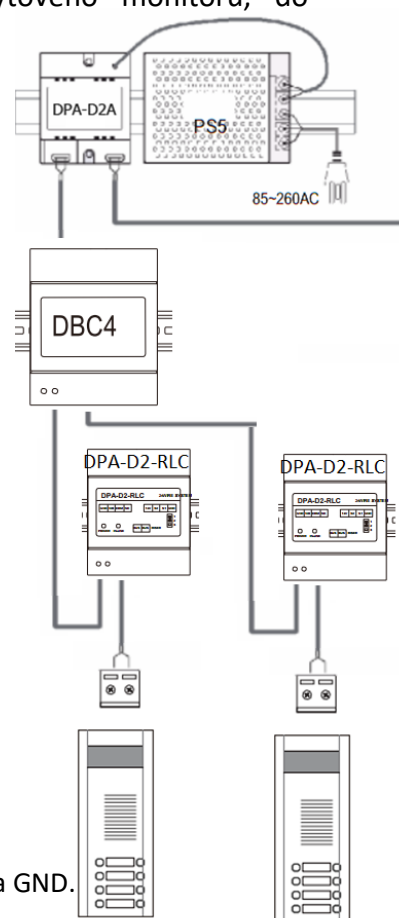 ytového monitoru, do
DPA-D2A
PS5
85~260AC
DBC4
DPA-D2-RLC
DPA-D2-RLC
DPA-D2-RLC
DPA-D2-RLC
a GND.